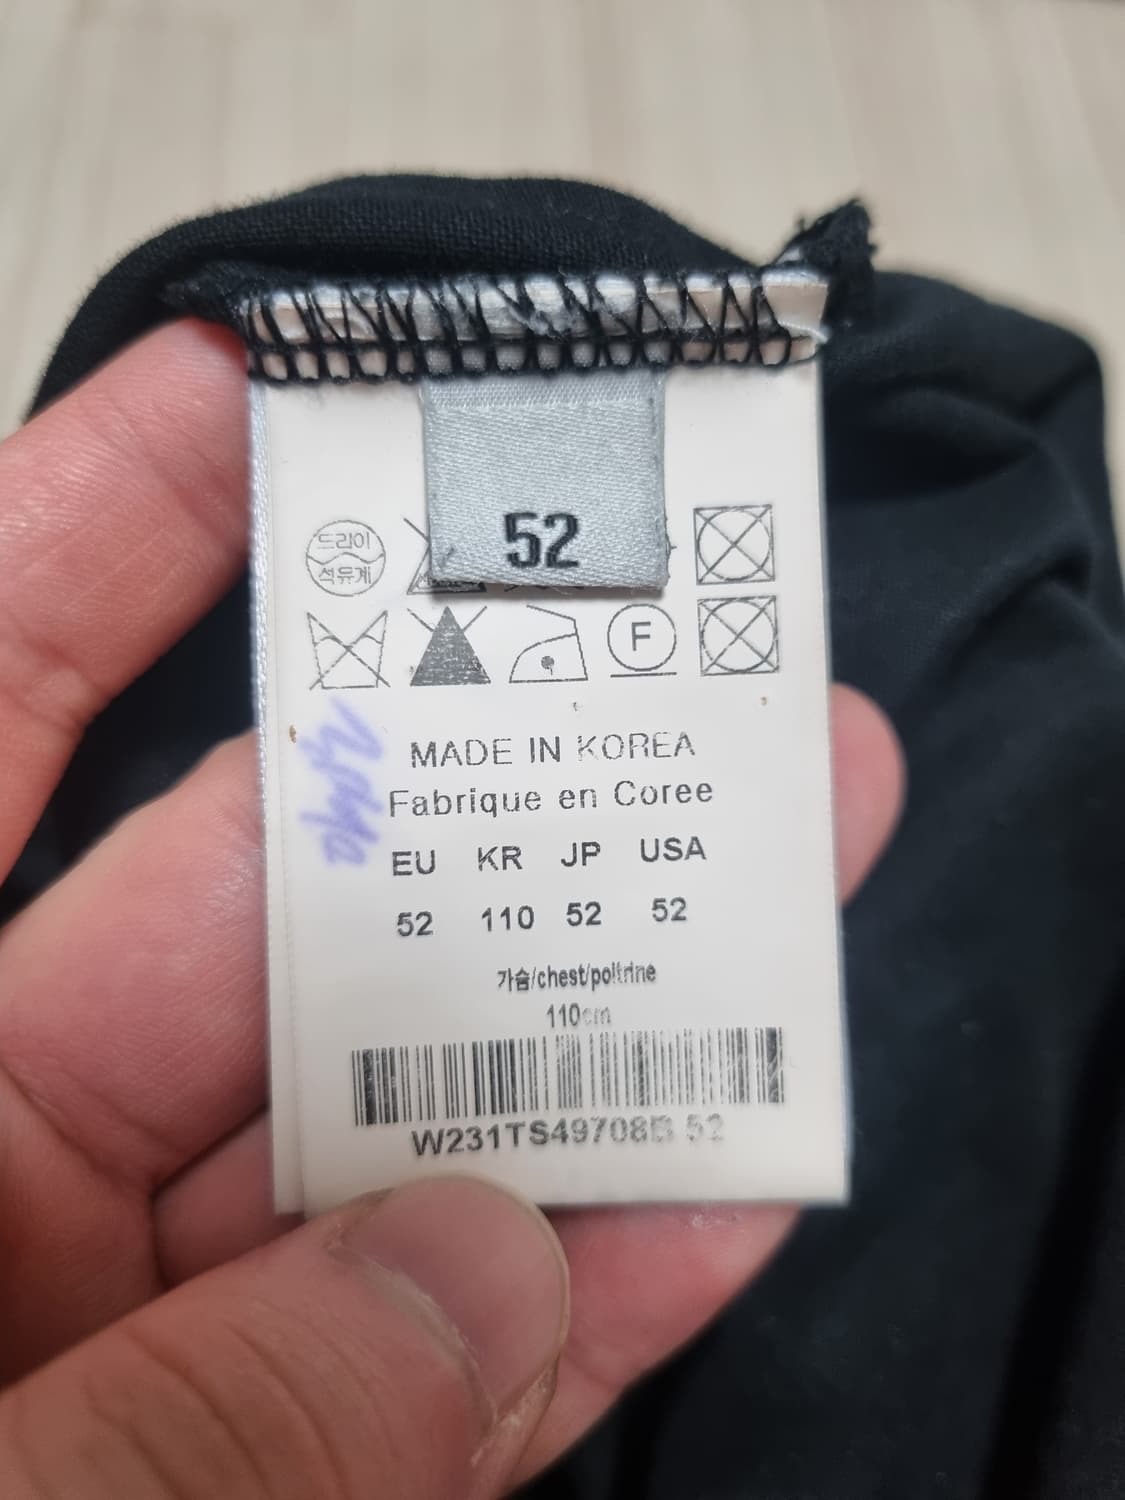 52
드라이
석유계
F
MADE IN KOREA
Fabrique en Coree
EU KR JP USA
52 110 52 52
가슴/chest/poitrine
110cm
W231TS49708B 52